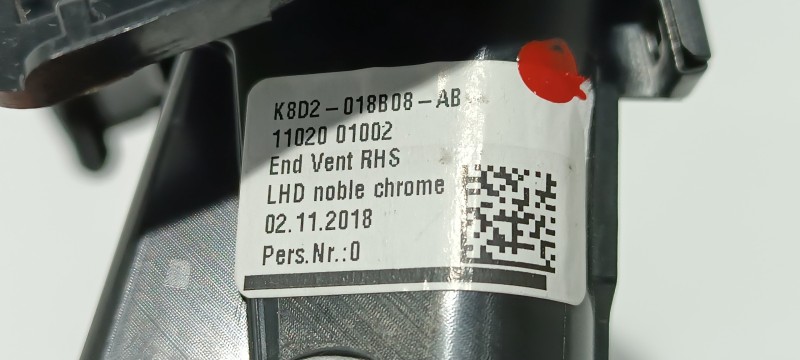 K8D2-018B08-AB
11020 01002
End Vent RHS
LHD noble chrome
02.11.2018
Pers.Nr.:0